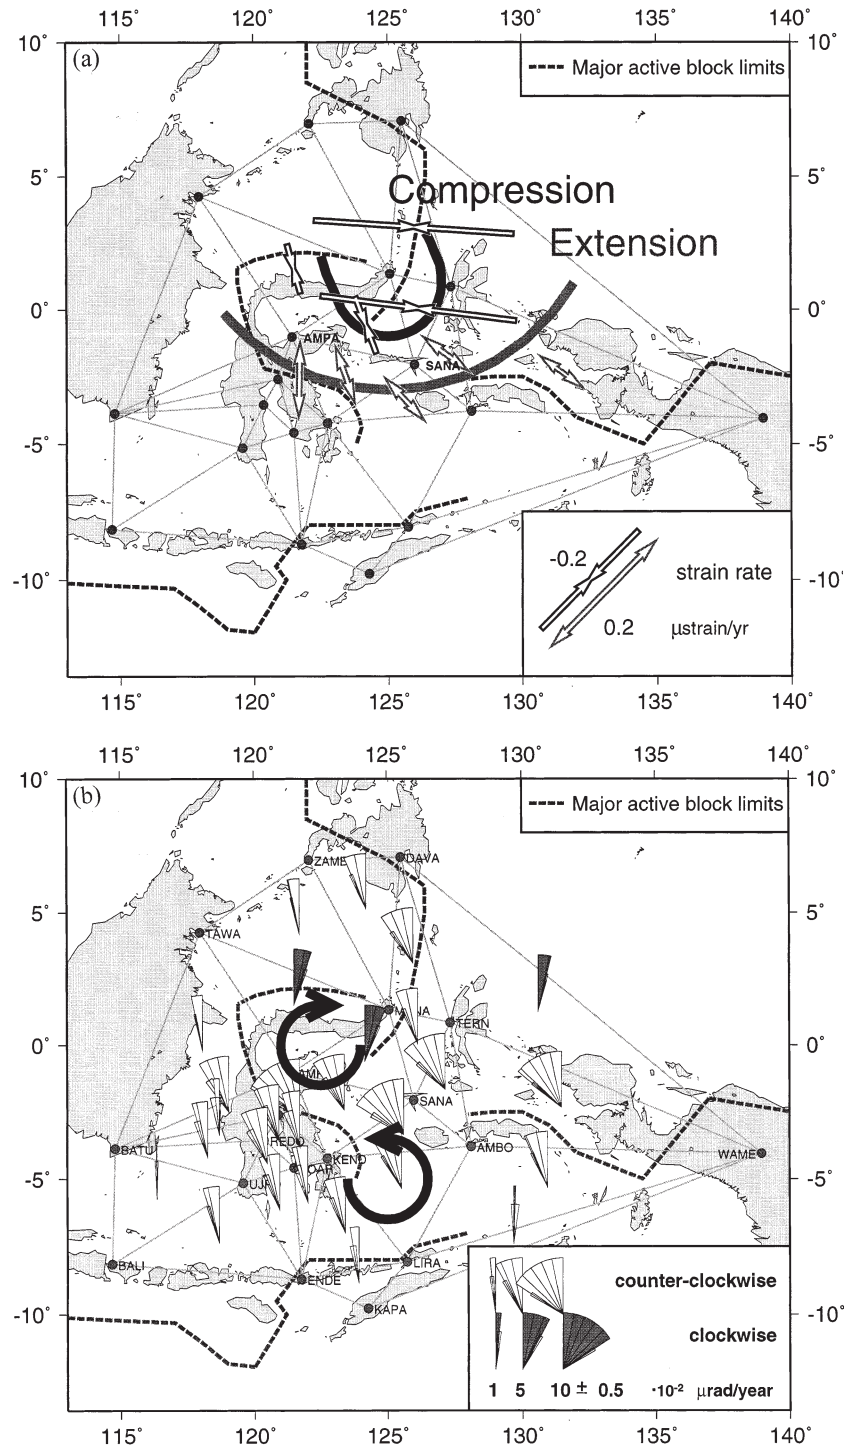 115° 120° 125° 130° 135° 140°
10° (a) Major active block limits 10°
5° 5°
Compression
Extension
0° 0°
AMPA
SANA
-5° -5°
-0.2
-10° strain rate -10°
0.2 μstrain/yr
115° 120° 125° 130° 135° 140°
115° 120° 125° 130° 135° 140°
10° (b) Major active block limits 10°
ZAMB DAVA
5° TAWA 5°
TERN
0° 0°
SANA
BATU AMBO WAME
KEND
-5° -5°
BALI LIRA
ENDE counter-clockwise
-10° KAPA -10°
clockwise
1 5 10 ± 0.5 ·10⁻² μrad/year
115° 120° 125° 130° 135° 140°